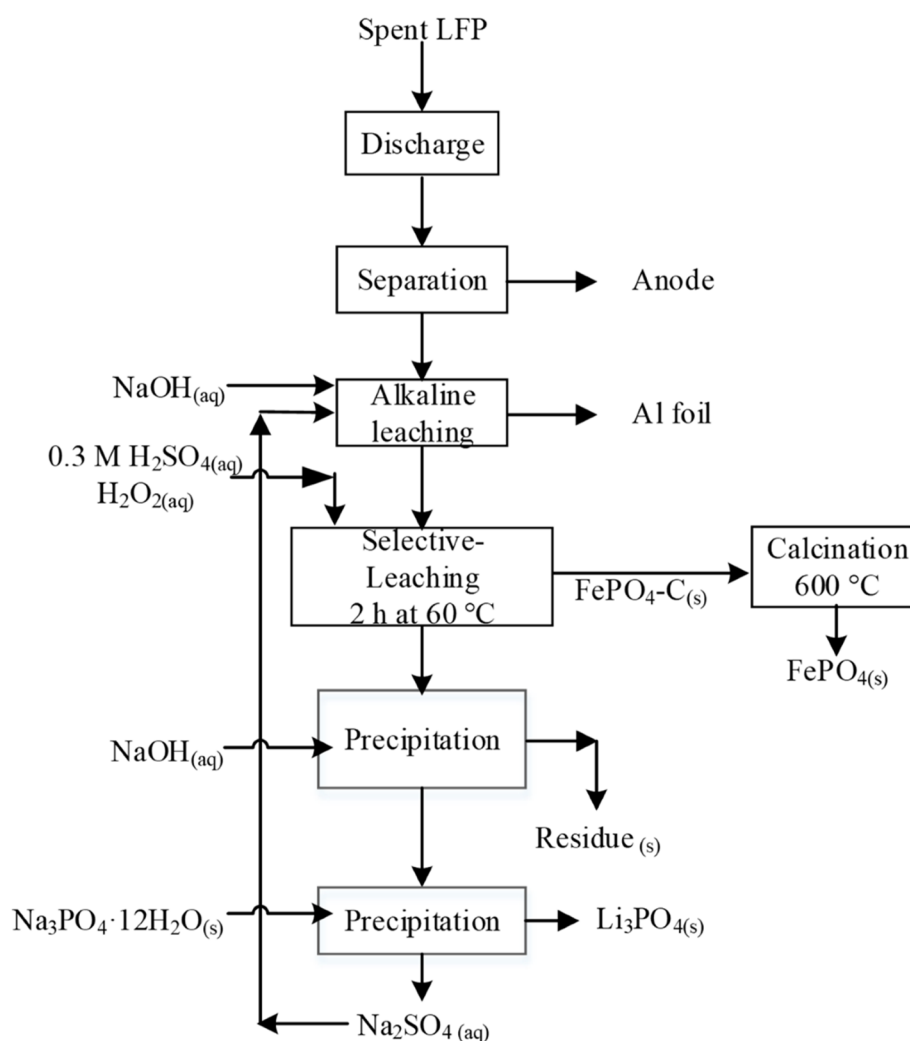 Spent LFP
Discharge
Separation
Anode
NaOH(aq)
Alkaline
leaching
Al foil
0.3 M H₂SO₄(aq)
H₂O₂(aq)
Selective-
Leaching
2 h at 60 °C
FePO₄-C(s)
Calcination
600 °C
FePO₄(s)
NaOH(aq)
Precipitation
Residue (s)
Na₃PO₄·12H₂O(s)
Precipitation
Li₃PO₄(s)
Na₂SO₄ (aq)